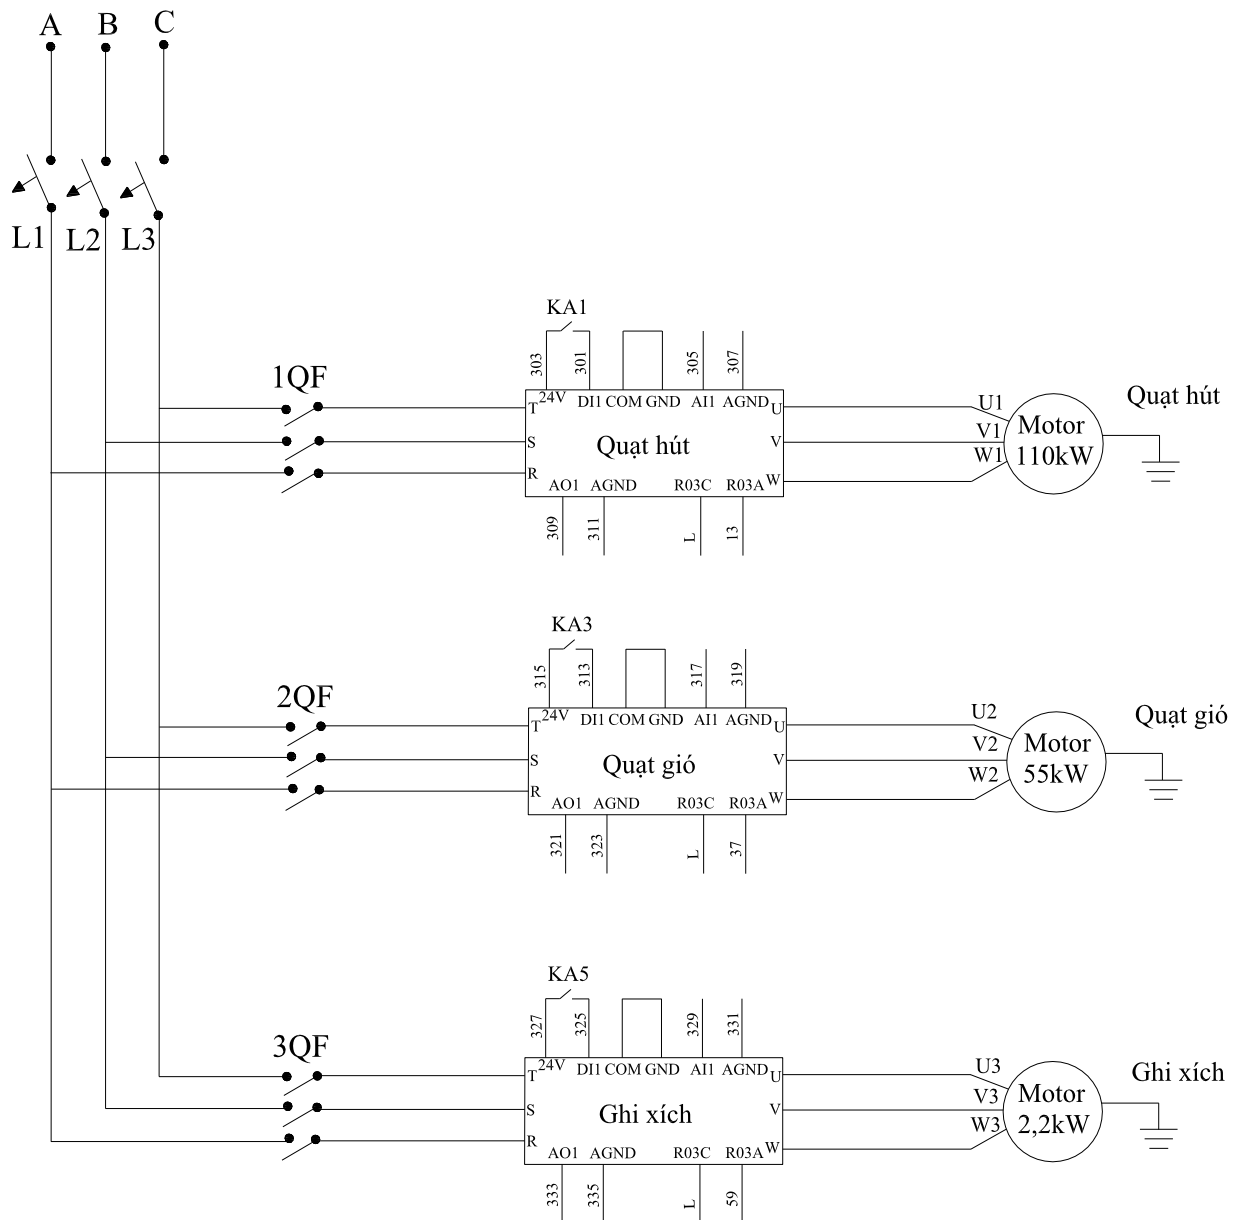 A B C
L1 L2 L3
KA1
303 301 305 307
1QF
24V DI1 COM GND AI1 AGND
T U
S Quạt hút V
R W
AO1 AGND R03C R03A
309 311 L 13
U1
V1
W1
Motor
110kW
Quạt hút
KA3
315 313 317 319
2QF
24V DI1 COM GND AI1 AGND
T U
S Quạt gió V
R W
AO1 AGND R03C R03A
321 323 L 37
U2
V2
W2
Motor
55kW
Quạt gió
KA5
327 325 329 331
3QF
24V DI1 COM GND AI1 AGND
T U
S Ghi xích V
R W
AO1 AGND R03C R03A
333 335 L 59
U3
V3
W3
Motor
2,2kW
Ghi xích